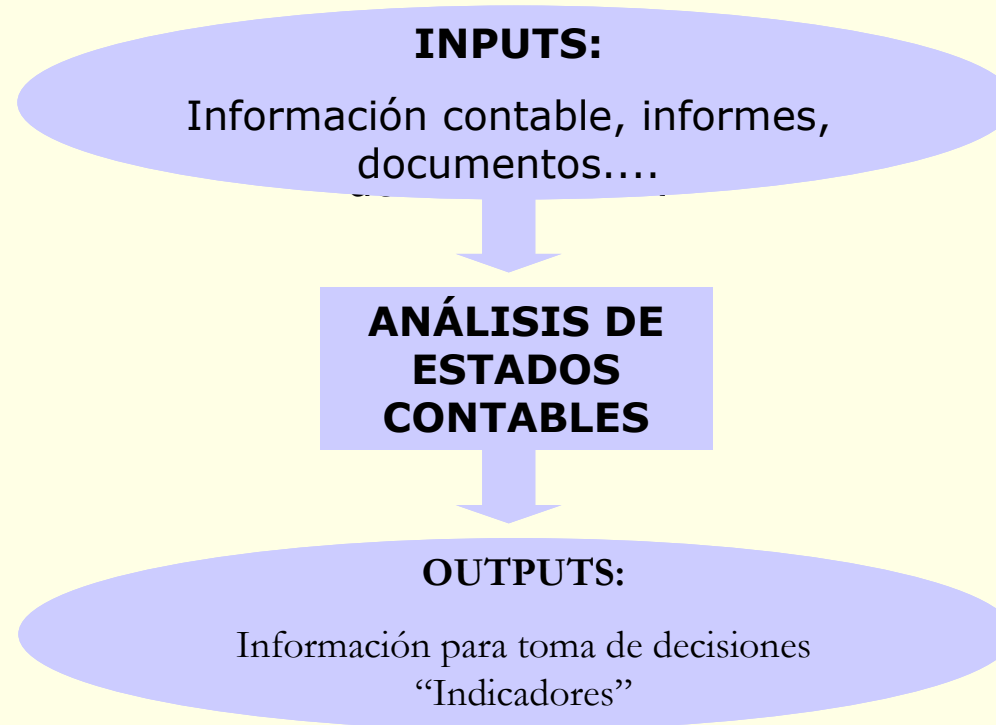 INPUTS:
Información contable, informes,
documentos....
ANÁLISIS DE
ESTADOS
CONTABLES
OUTPUTS:
Información para toma de decisiones
“Indicadores”